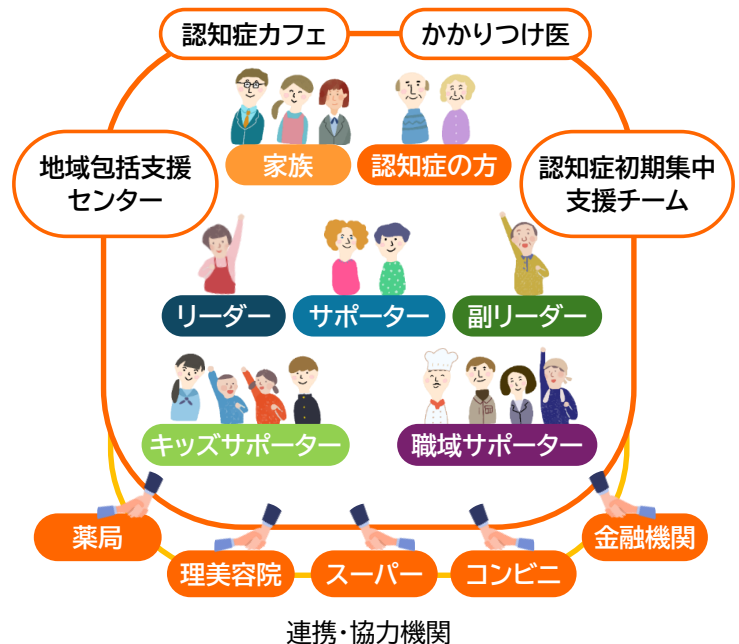 認知症カフェ
かかりつけ医
地域包括支援
センター
認知症初期集中
支援チーム
家族
認知症の方
リーダー
サポーター
副リーダー
キッズサポーター
職域サポーター
薬局
理美容院
スーパー
コンビニ
金融機関
連携・協力機関